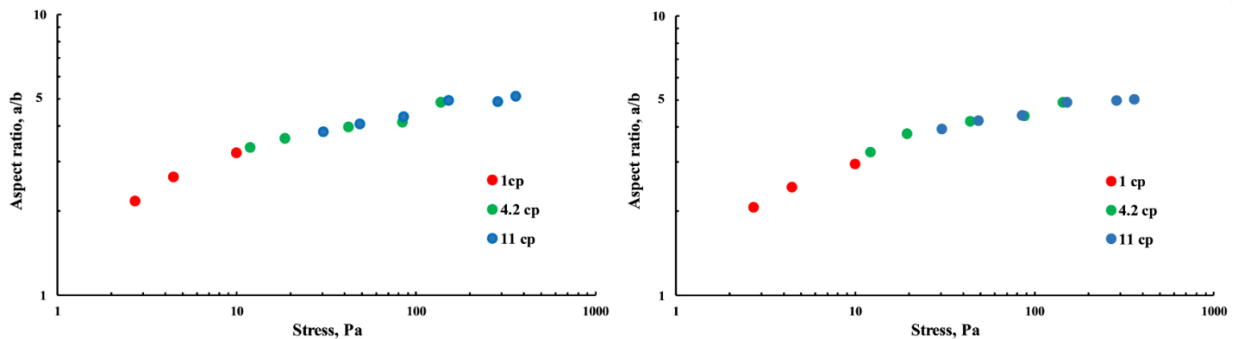 10
5
1
Aspect ratio, a/b
1cp
4.2 cp
11 cp
1
10
100
1000
Stress, Pa
10
5
1
Aspect ratio, a/b
1 cp
4.2 cp
11 cp
1
10
100
1000
Stress, Pa